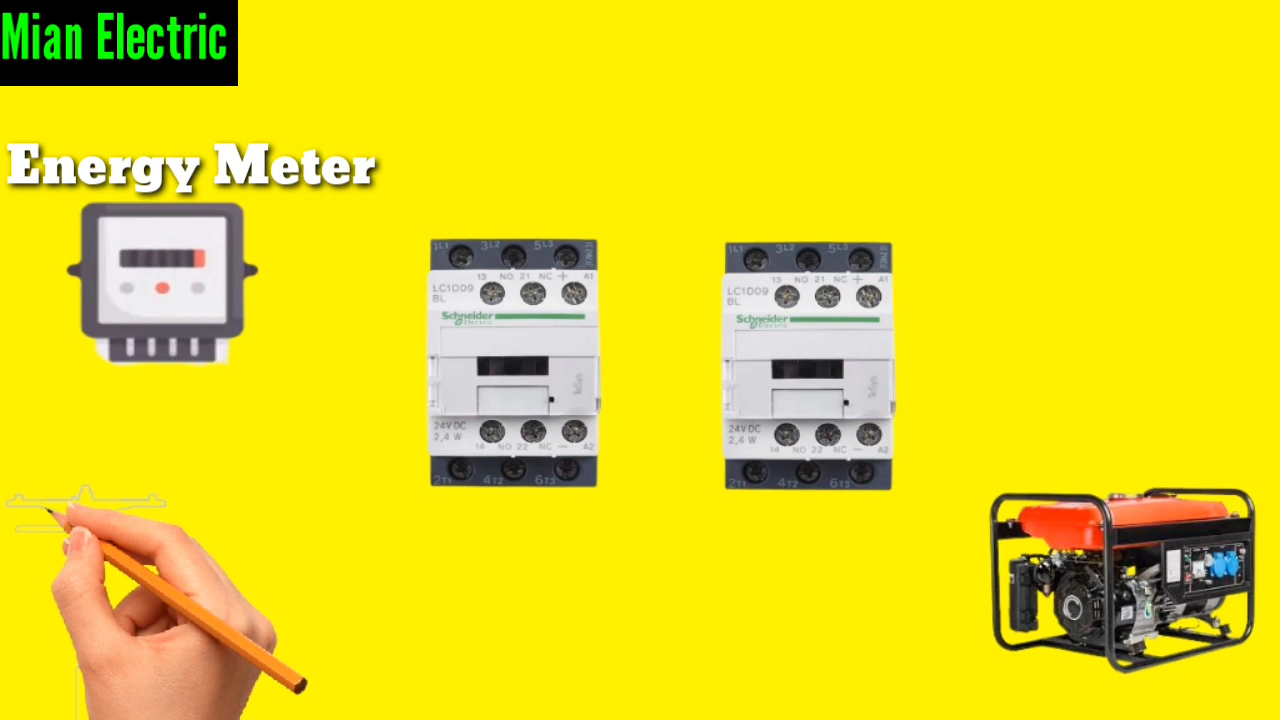 Mian Electric
Energy Meter
1L1 3L2 5L3
13 NO 21 NC + A1
LC1D09
BL
Schneider
Electric
TeSys
24V DC
2,4 W
14 NO 22 NC − A2
2T1 4T2 6T3
1L1 3L2 5L3
13 NO 21 NC + A1
LC1D09
BL
Schneider
Electric
TeSys
24V DC
2,4 W
14 NO 22 NC − A2
2T1 4T2 6T3